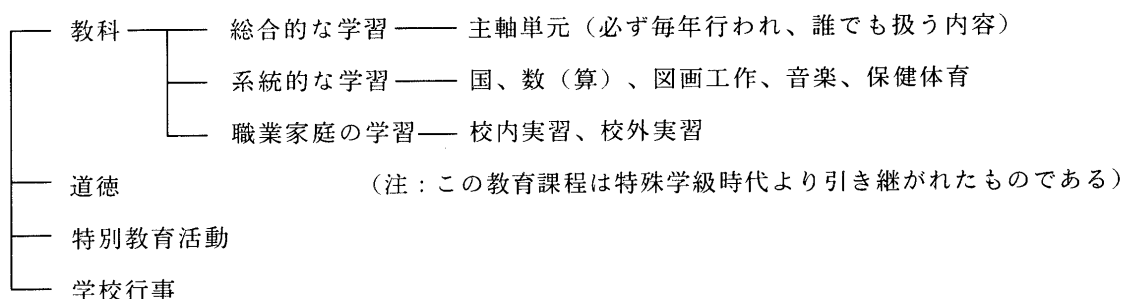 教科 総合的な学習 主軸単元（必ず毎年行われ、誰でも扱う内容）
系統的な学習 国、数（算）、図画工作、音楽、保健体育
職業家庭の学習 校内実習、校外実習
道徳 （注：この教育課程は特殊学級時代より引き継がれたものである）
特別教育活動
学校行事